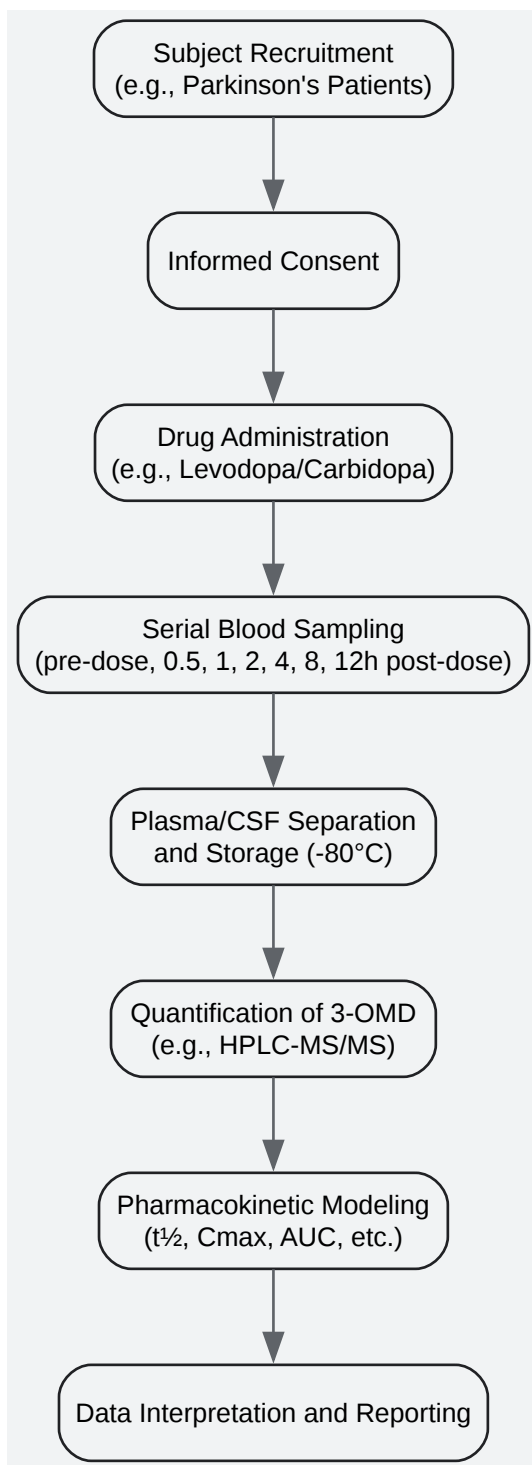 Subject Recruitment
(e.g., Parkinson's Patients)
Informed Consent
Drug Administration
(e.g., Levodopa/Carbidopa)
Serial Blood Sampling
(pre-dose, 0.5, 1, 2, 4, 8, 12h post-dose)
Plasma/CSF Separation
and Storage (-80°C)
Quantification of 3-OMD
(e.g., HPLC-MS/MS)
Pharmacokinetic Modeling
(t½, Cmax, AUC, etc.)
Data Interpretation and Reporting